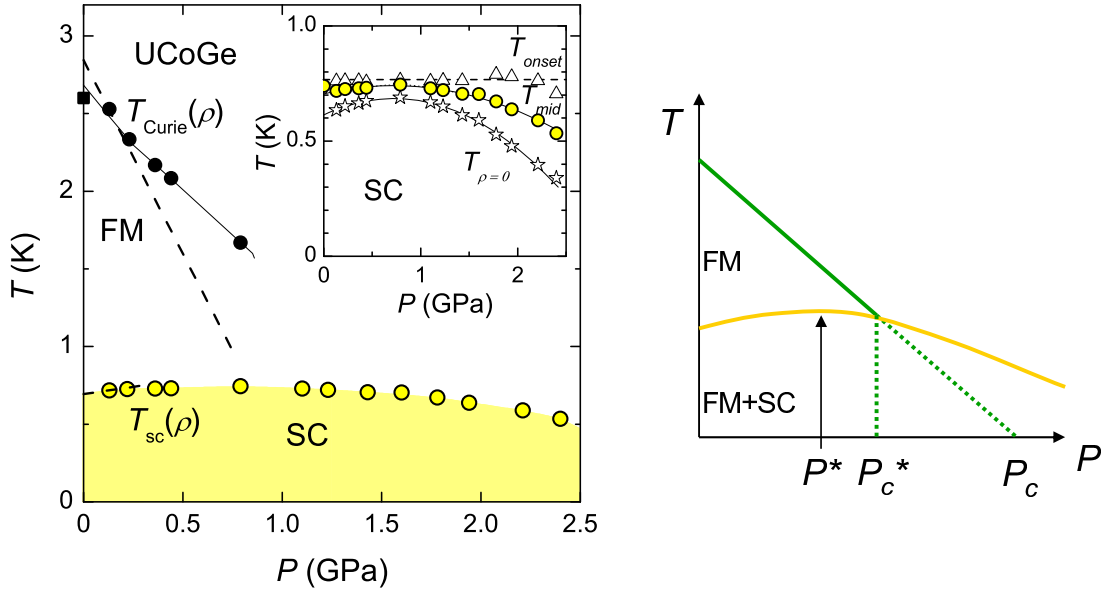 3
2
1
0
T (K)
UCoGe
T_Curie(ρ)
FM
T_sc(ρ)
SC
0
0.5
1.0
1.5
2.0
2.5
P (GPa)
1.0
0.5
0
T (K)
T_onset
T_mid
T_ρ=0
SC
0
1
2
P (GPa)
T
FM
FM+SC
P*
P_c*
P_c
P